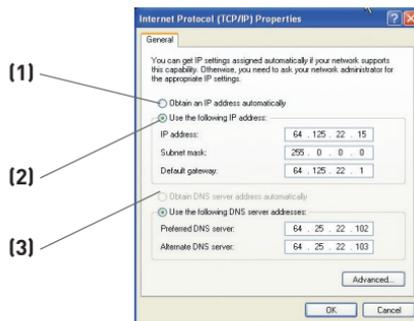 Internet Protocol (TCP/IP) Properties
General
You can get IP settings assigned automatically if your network supports
this capability. Otherwise, you need to ask your network administrator for
the appropriate IP settings.
(1)
Obtain an IP address automatically
Use the following IP address:
(2)
IP address: 64 . 125 . 22 . 15
Subnet mask: 255 . 0 . 0 . 0
Default gateway: 64 . 125 . 22 . 1
Obtain DNS server address automatically
(3)
Use the following DNS server addresses:
Preferred DNS server: 64 . 25 . 22 . 102
Alternate DNS server: 64 . 25 . 22 . 103
Advanced...
OK Cancel